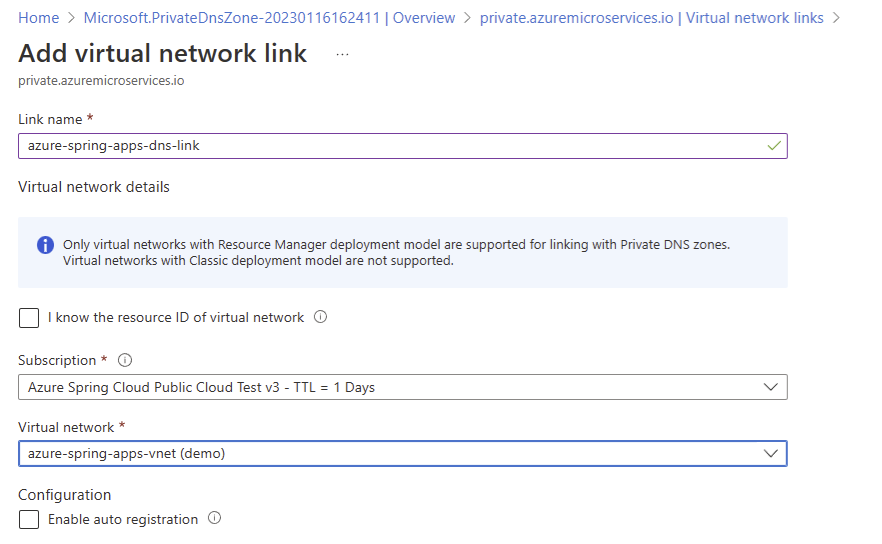 Home > Microsoft.PrivateDnsZone-20230116162411 | Overview > private.azuremicroservices.io | Virtual network links >
Add virtual network link ...
private.azuremicroservices.io
Link name *
azure-spring-apps-dns-link
Virtual network details
Only virtual networks with Resource Manager deployment model are supported for linking with Private DNS zones.
Virtual networks with Classic deployment model are not supported.
I know the resource ID of virtual network
Subscription *
Azure Spring Cloud Public Cloud Test v3 - TTL = 1 Days
Virtual network *
azure-spring-apps-vnet (demo)
Configuration
Enable auto registration